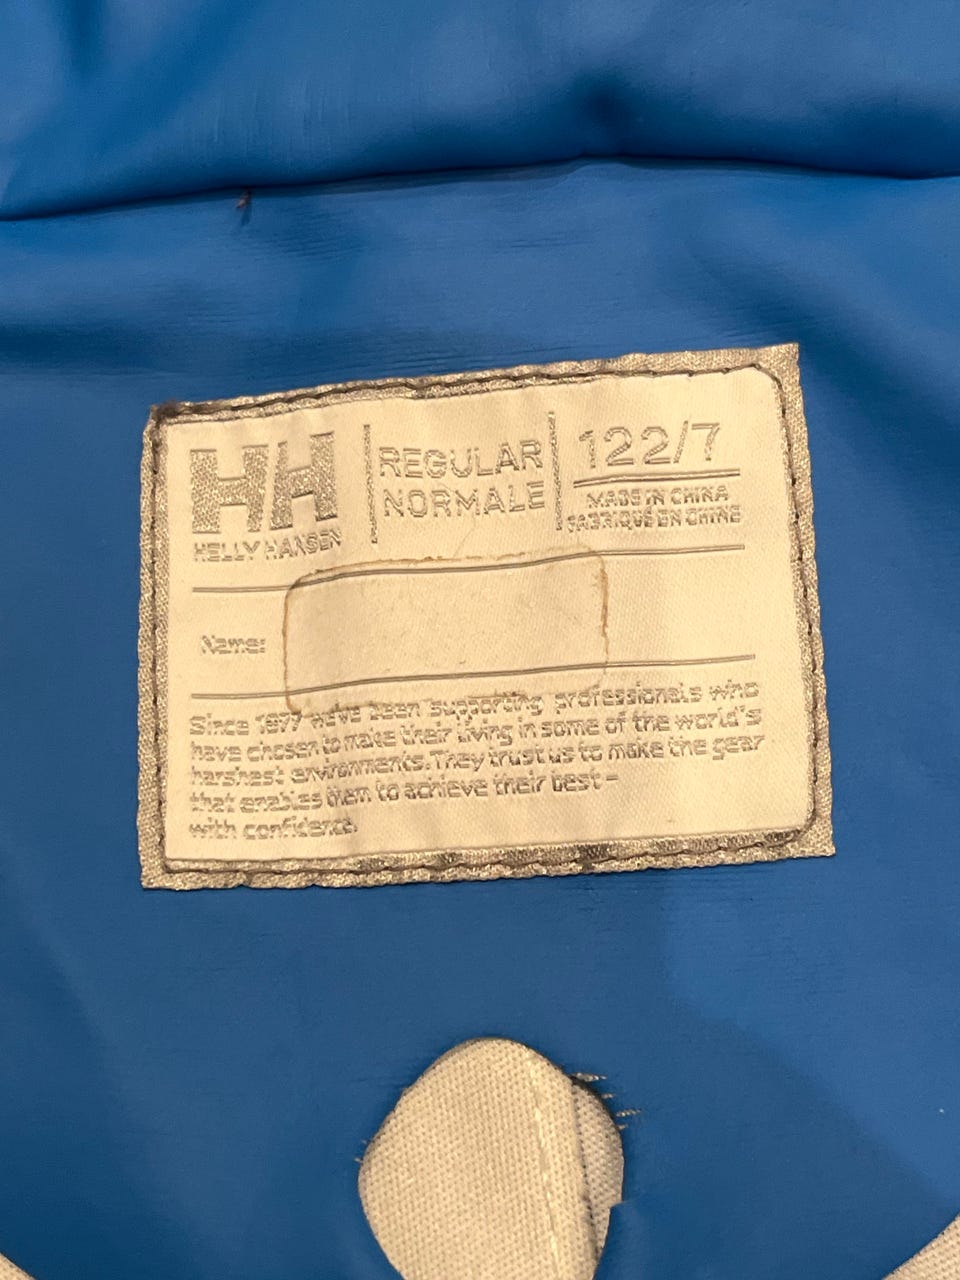 HH
HELLY HANSEN
REGULAR
NORMALE
122/7
MADE IN CHINA
FABRIQUÉ EN CHINE
Name:
Since 1877 we've been supporting professionals who
have chosen to make their living in some of the world's
harshest environments. They trust us to make the gear
that enables them to achieve their best –
with confidence.